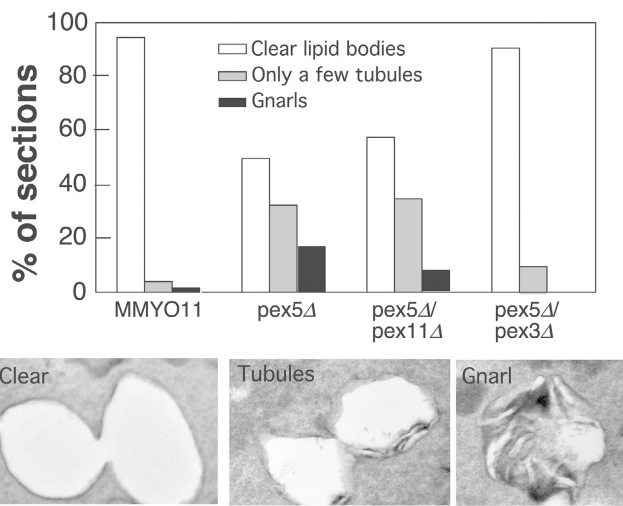 100
80
60
40
20
0
% of sections
Clear lipid bodies
Only a few tubules
Gnarls
MMYO11
pex5Δ
pex5Δ/
pex11Δ
pex5Δ/
pex3Δ
Clear
Tubules
Gnarl